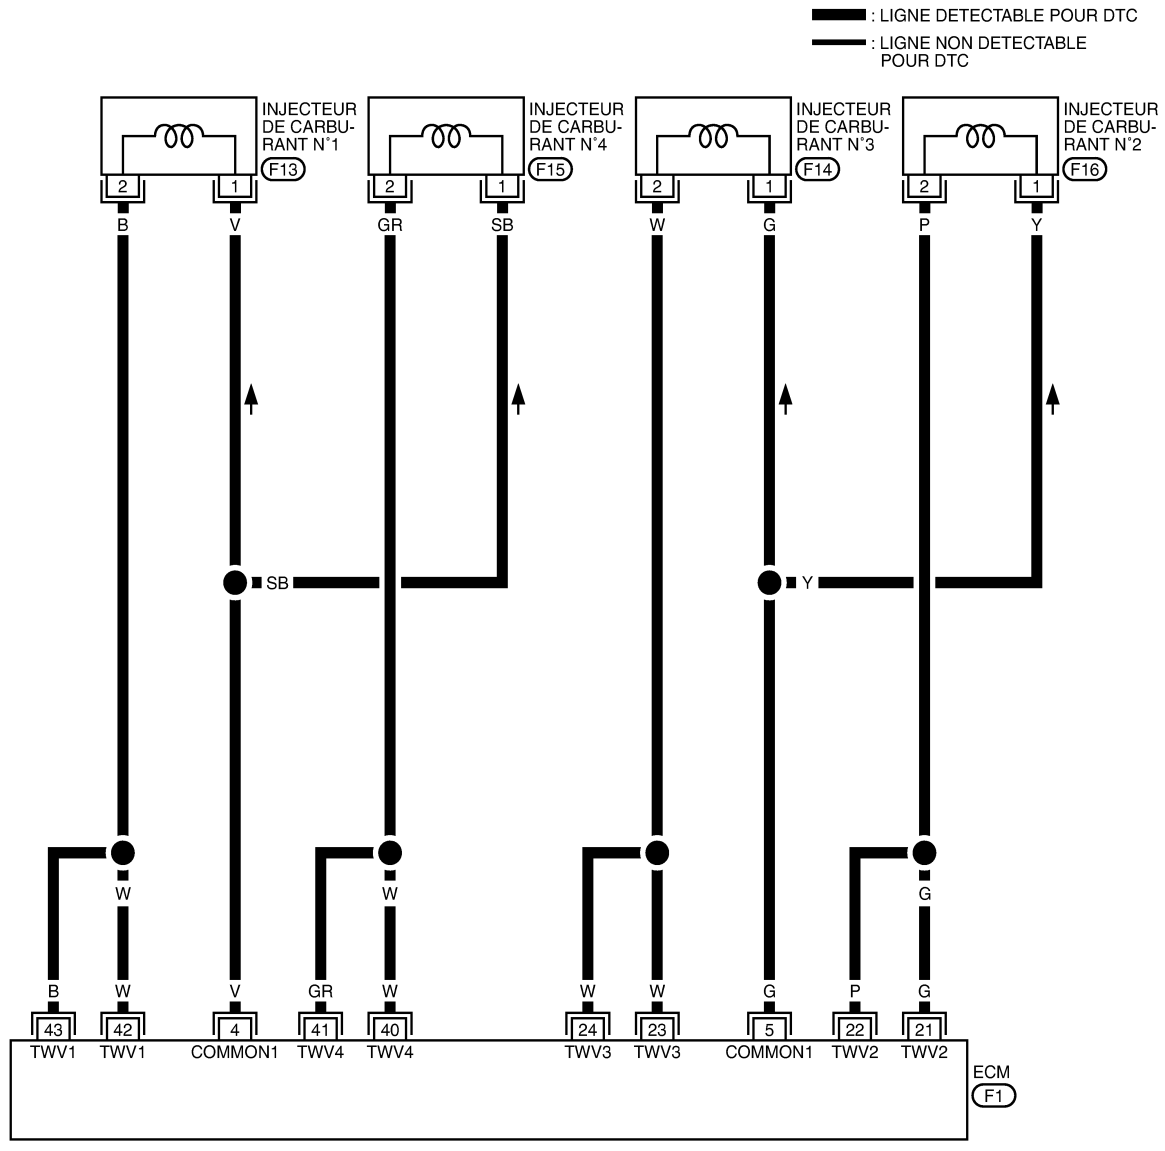 : LIGNE DETECTABLE POUR DTC
: LIGNE NON DETECTABLE
POUR DTC
INJECTEUR
DE CARBU-
RANT N°1
F13
INJECTEUR
DE CARBU-
RANT N°4
F15
INJECTEUR
DE CARBU-
RANT N°3
F14
INJECTEUR
DE CARBU-
RANT N°2
F16
2 1 2 1 2 1 2 1
B V GR SB W G P Y
SB Y
W W G
B W V GR W W W G P G
43 42 4 41 40 24 23 5 22 21
TWV1 TWV1 COMMON1 TWV4 TWV4 TWV3 TWV3 COMMON1 TWV2 TWV2
ECM
F1